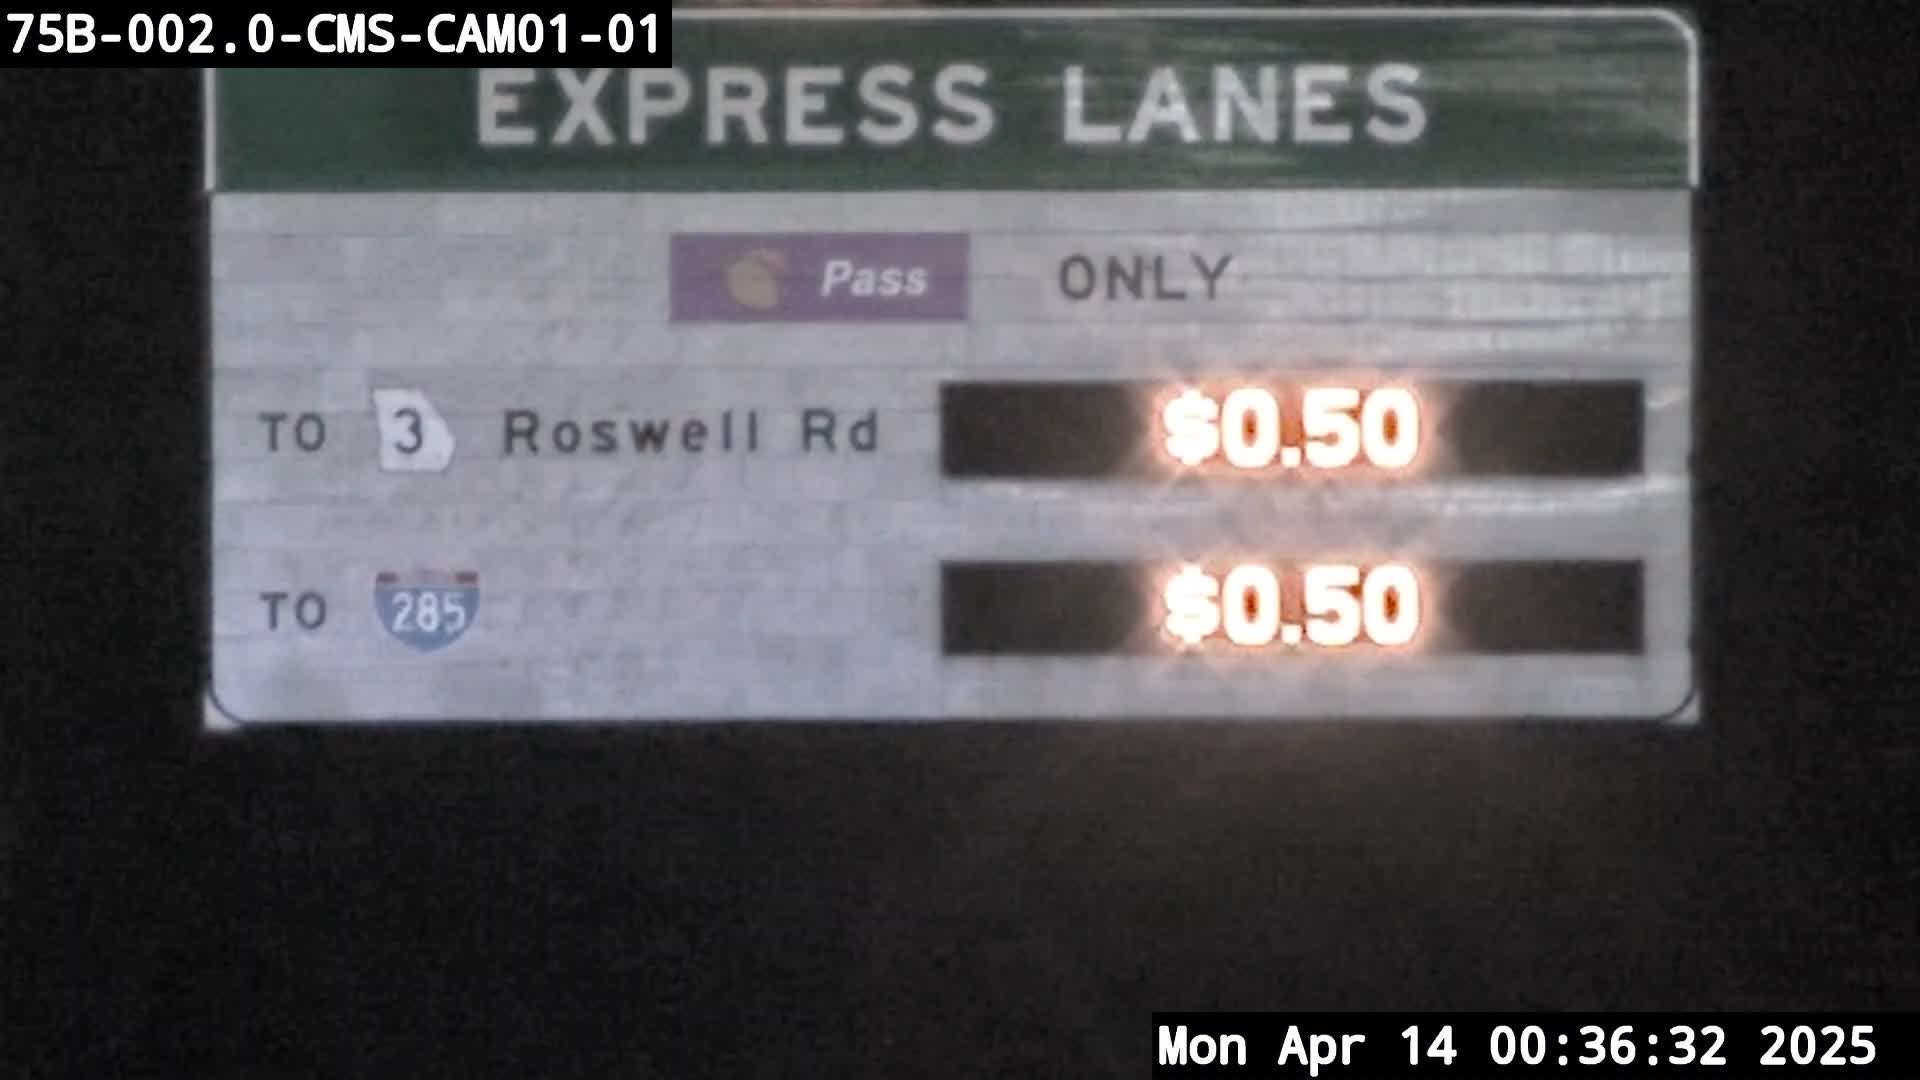 75B-002.0-CMS-CAM01-01
EXPRESS LANES
Pass ONLY
TO 3 Roswell Rd $0.50
TO 285 $0.50
Mon Apr 14 00:36:32 2025